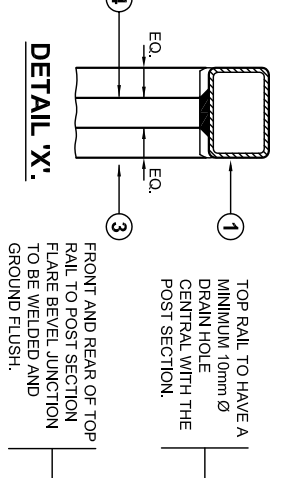 TOP RAIL TO HAVE A
MINIMUM 10mm Ø
DRAIN HOLE
CENTRAL WITH THE
POST SECTION.
1
EQ.
EQ.
4
3
FRONT AND REAR OF TOP
RAIL TO POST SECTION
FLARE BEVEL JUNCTION
TO BE WELDED AND
GROUND FLUSH.
DETAIL 'X'.